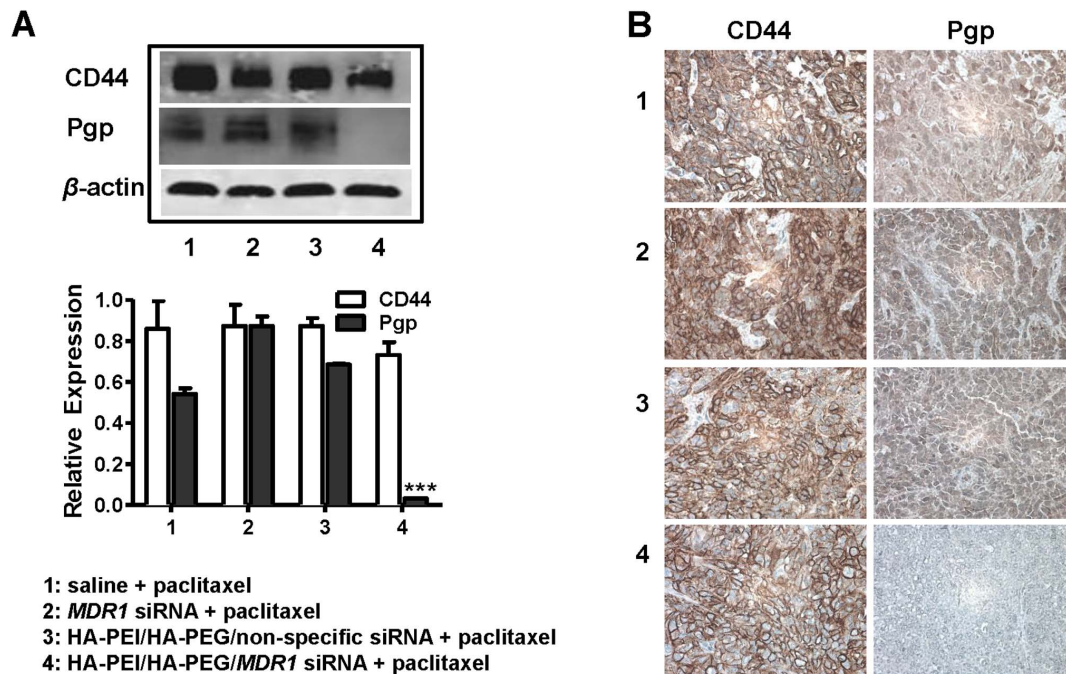 A
CD44
Pgp
β-actin
1 2 3 4
Relative Expression
1.0
0.8
0.6
0.4
0.2
0.0
CD44
Pgp
***
1 2 3 4
1: saline + paclitaxel
2: MDR1 siRNA + paclitaxel
3: HA-PEI/HA-PEG/non-specific siRNA + paclitaxel
4: HA-PEI/HA-PEG/MDR1 siRNA + paclitaxel
B
CD44 Pgp
1
2
3
4